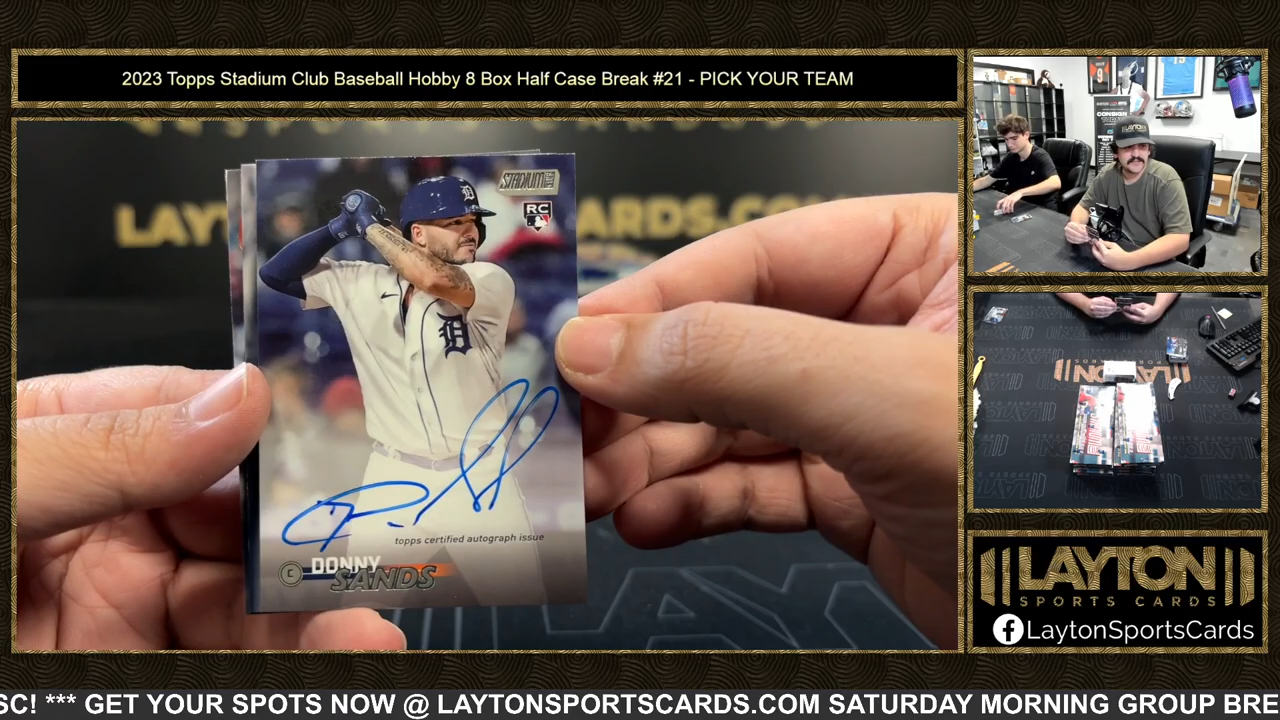 2023 Topps Stadium Club Baseball Hobby 8 Box Half Case Break #21 - PICK YOUR TEAM
STADIUM
CLUB
RC
D
D
topps certified autograph issue
C
DONNY
SANDS
CONSIGN
LAYTON
SPORTS CARDS
LaytonSportsCards
SC! *** GET YOUR SPOTS NOW @ LAYTONSPORTSCARDS.COM SATURDAY MORNING GROUP BRE